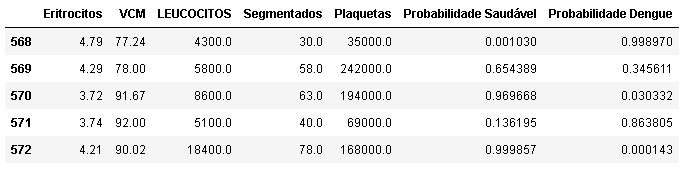 Eritrocitos VCM LEUCOCITOS Segmentados Plaquetas Probabilidade Saudável Probabilidade Dengue
568 4.79 77.24 4300.0 30.0 35000.0 0.001030 0.998970
569 4.29 78.00 5800.0 58.0 242000.0 0.654389 0.345611
570 3.72 91.67 8600.0 63.0 194000.0 0.969668 0.030332
571 3.74 92.00 5100.0 40.0 69000.0 0.136195 0.863805
572 4.21 90.02 18400.0 78.0 168000.0 0.999857 0.000143